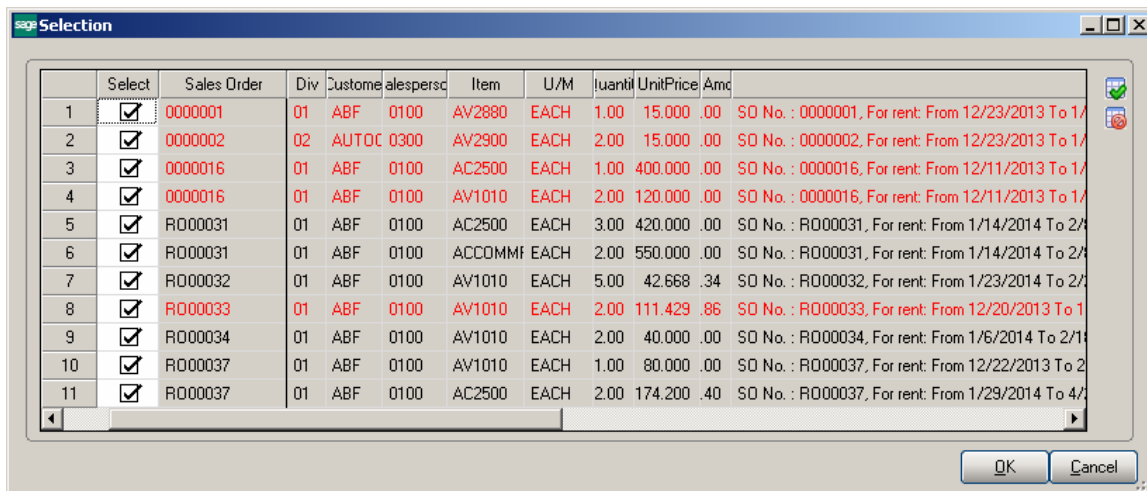 sage Selection
Select Sales Order Div Custome alesperso Item U/M uantit UnitPrice Amo
1 0000001 01 ABF 0100 AV2880 EACH 1.00 15.000 .00 SO No. : 0000001, For rent: From 12/23/2013 To 1/
2 0000002 02 AUTOC 0300 AV2900 EACH 2.00 15.000 .00 SO No. : 0000002, For rent: From 12/23/2013 To 1/
3 0000016 01 ABF 0100 AC2500 EACH 1.00 400.000 .00 SO No. : 0000016, For rent: From 12/11/2013 To 1/
4 0000016 01 ABF 0100 AV1010 EACH 2.00 120.000 .00 SO No. : 0000016, For rent: From 12/11/2013 To 1/
5 RO00031 01 ABF 0100 AC2500 EACH 3.00 420.000 .00 SO No. : RO00031, For rent: From 1/14/2014 To 2/8
6 RO00031 01 ABF 0100 ACCOMMF EACH 2.00 550.000 .00 SO No. : RO00031, For rent: From 1/14/2014 To 2/8
7 RO00032 01 ABF 0100 AV1010 EACH 5.00 42.668 .34 SO No. : RO00032, For rent: From 1/23/2014 To 2/2
8 RO00033 01 ABF 0100 AV1010 EACH 2.00 111.429 .86 SO No. : RO00033, For rent: From 12/20/2013 To 1
9 RO00034 01 ABF 0100 AV1010 EACH 2.00 40.000 .00 SO No. : RO00034, For rent: From 1/6/2014 To 2/18
10 RO00037 01 ABF 0100 AV1010 EACH 1.00 80.000 .00 SO No. : RO00037, For rent: From 12/22/2013 To 2
11 RO00037 01 ABF 0100 AC2500 EACH 2.00 174.200 .40 SO No. : RO00037, For rent: From 1/29/2014 To 4/2
OK Cancel